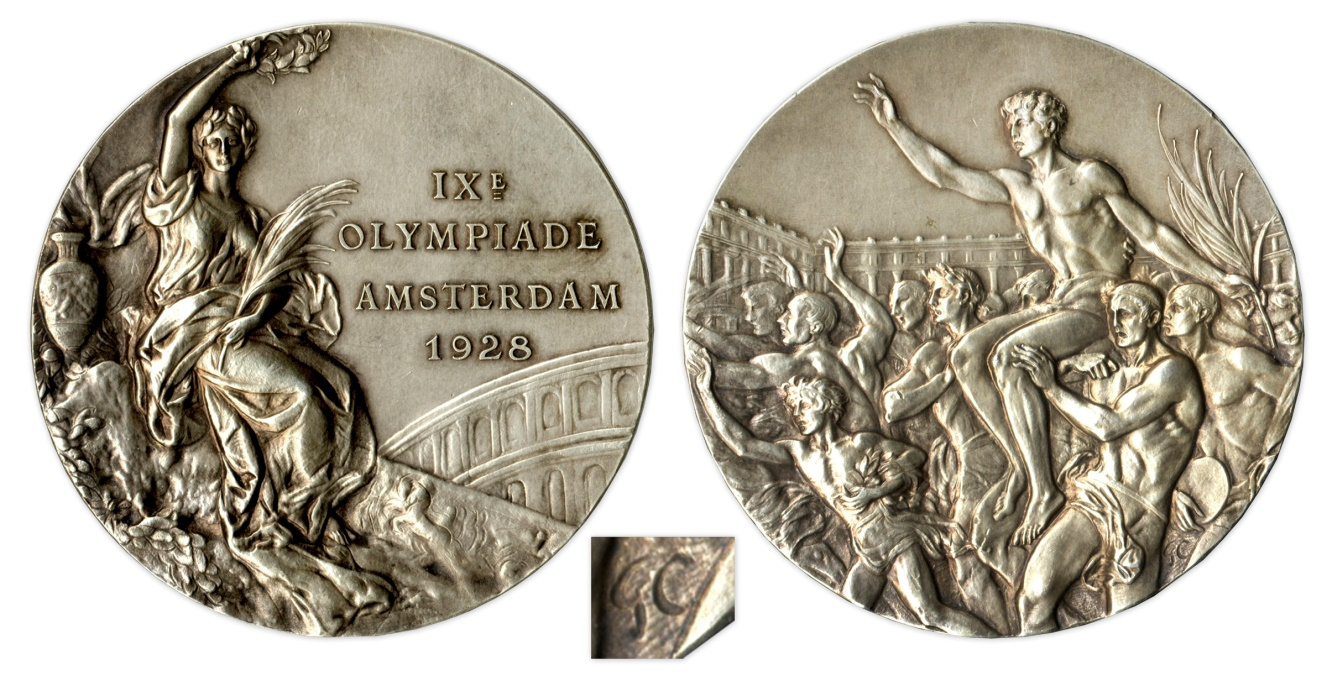 IXE
OLYMPIADE
AMSTERDAM
1928
GC